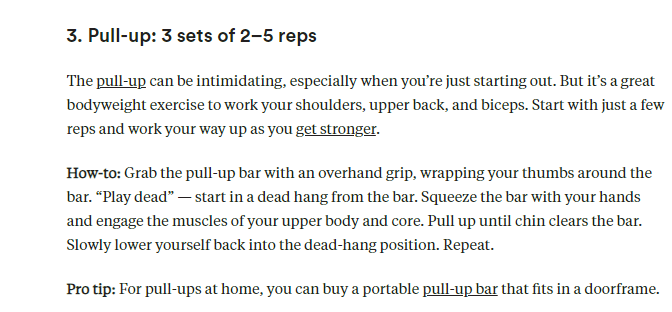 3. Pull-up: 3 sets of 2–5 reps
The pull-up can be intimidating, especially when you’re just starting out. But it’s a great
bodyweight exercise to work your shoulders, upper back, and biceps. Start with just a few
reps and work your way up as you get stronger.
How-to: Grab the pull-up bar with an overhand grip, wrapping your thumbs around the
bar. “Play dead” — start in a dead hang from the bar. Squeeze the bar with your hands
and engage the muscles of your upper body and core. Pull up until chin clears the bar.
Slowly lower yourself back into the dead-hang position. Repeat.
Pro tip: For pull-ups at home, you can buy a portable pull-up bar that fits in a doorframe.